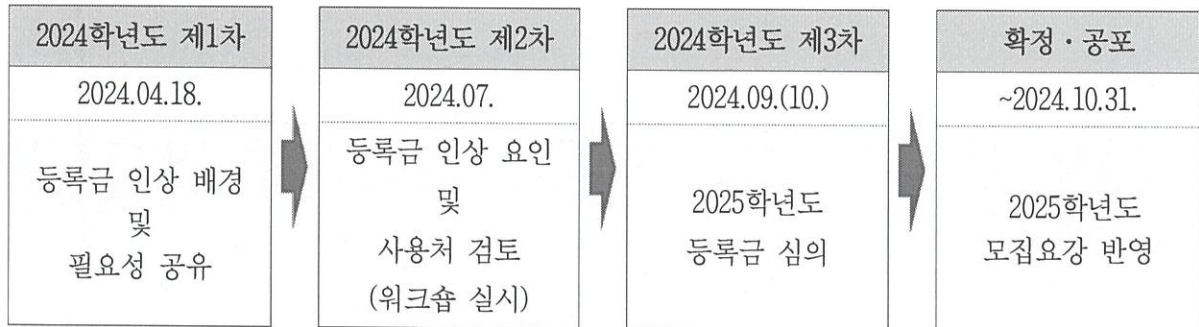 2024학년도 제1차
2024.04.18.
등록금 인상 배경
및
필요성 공유
2024학년도 제2차
2024.07.
등록금 인상 요인
및
사용처 검토
(워크숍 실시)
2024학년도 제3차
2024.09.(10.)
2025학년도
등록금 심의
확정·공포
~2024.10.31.
2025학년도
모집요강 반영